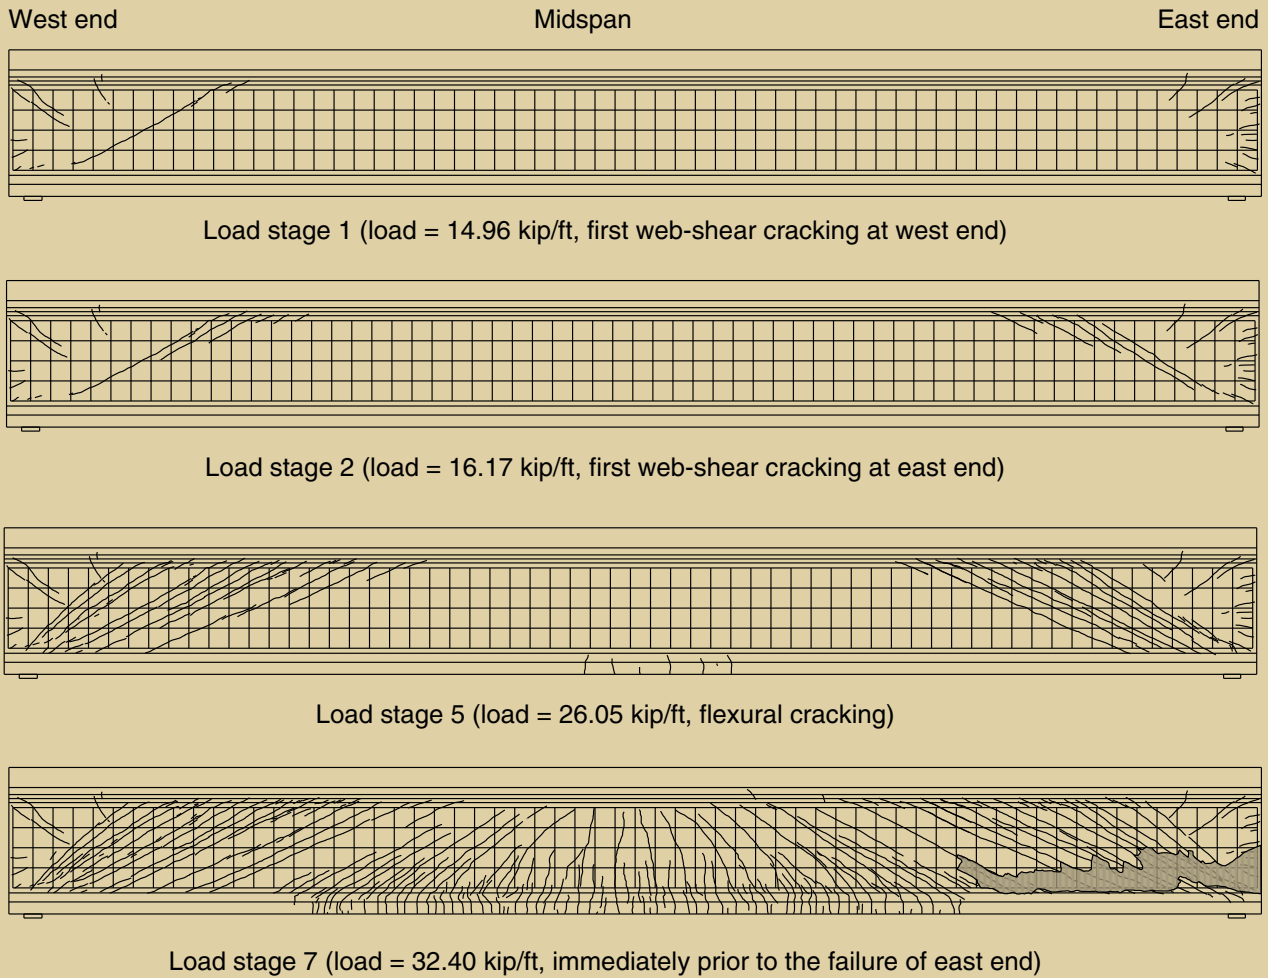 West end Midspan East end
Load stage 1 (load = 14.96 kip/ft, first web-shear cracking at west end)
Load stage 2 (load = 16.17 kip/ft, first web-shear cracking at east end)
Load stage 5 (load = 26.05 kip/ft, flexural cracking)
Load stage 7 (load = 32.40 kip/ft, immediately prior to the failure of east end)